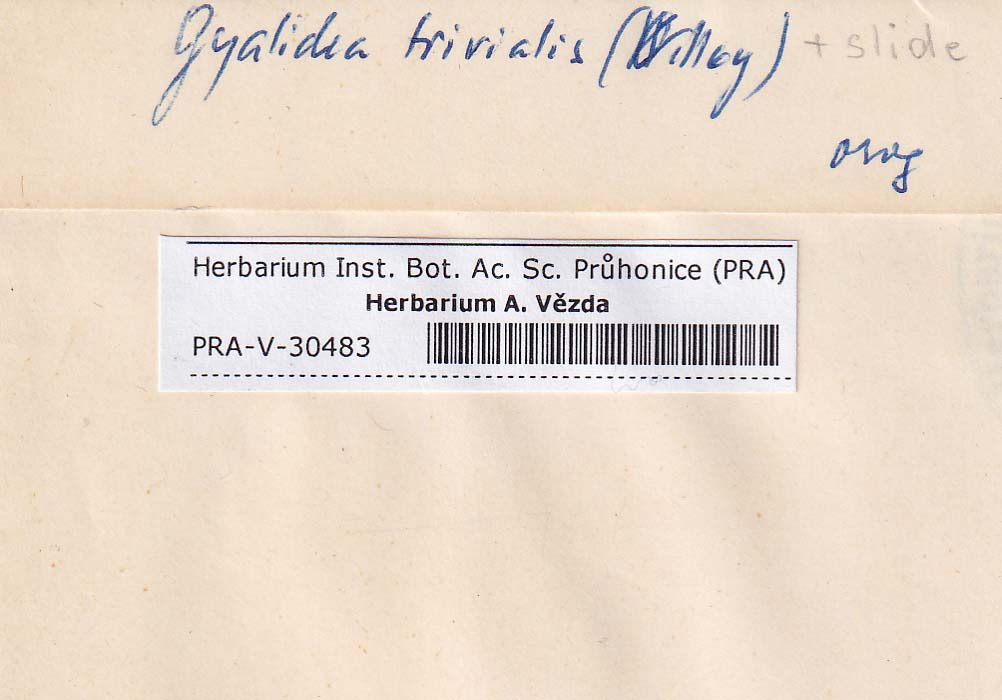 Gyalidea trivialis (Willey) + slide
orig
Herbarium Inst. Bot. Ac. Sc. Průhonice (PRA)
Herbarium A. Vězda
PRA-V-30483